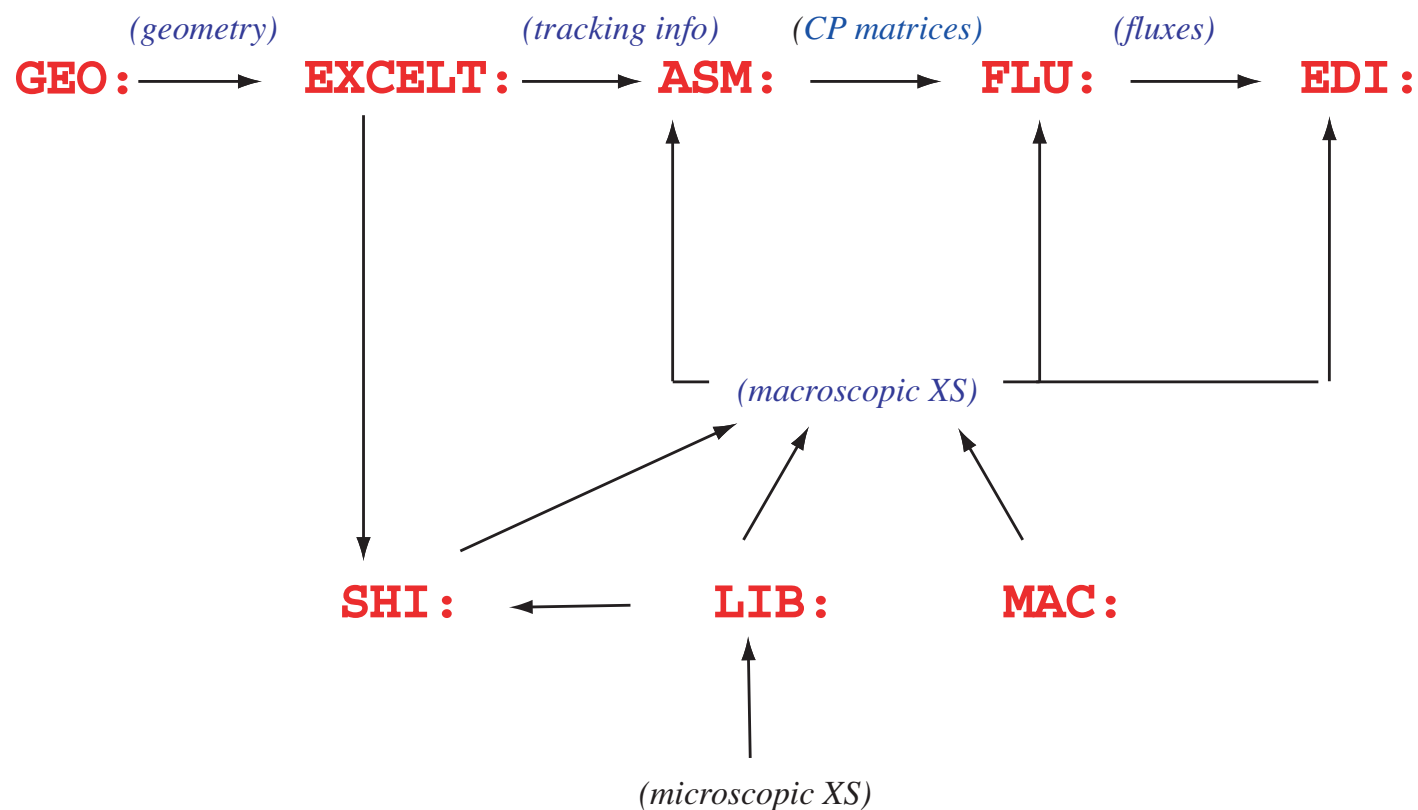 (geometry) (tracking info) (CP matrices) (fluxes)
GEO: EXCELT: ASM: FLU: EDI:
(macroscopic XS)
SHI: LIB: MAC:
(microscopic XS)